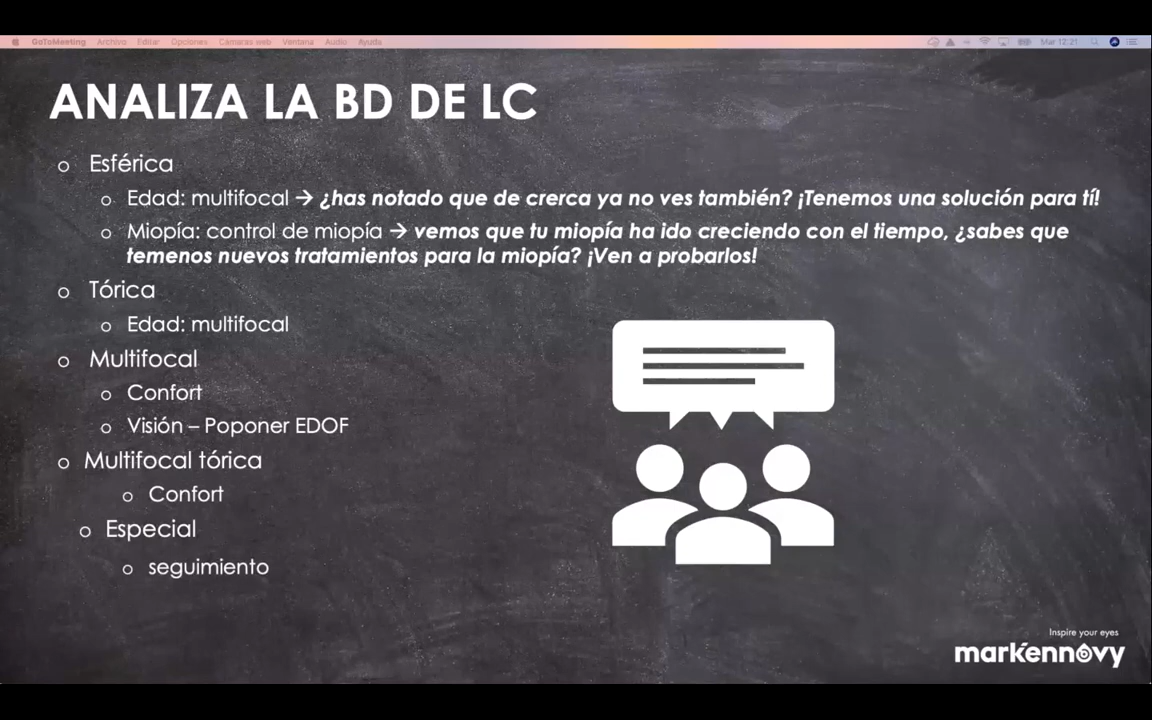 GoToMeeting Archivo Editar Opciones Cámaras web Ventana Audio Ayuda Mar 12:21
ANALIZA LA BD DE LC
o Esférica
o Edad: multifocal → ¿has notado que de crerca ya no ves también? ¡Tenemos una solución para tí!
o Miopía: control de miopía → vemos que tu miopía ha ido creciendo con el tiempo, ¿sabes que
temenos nuevos tratamientos para la miopía? ¡Ven a probarlos!
o Tórica
o Edad: multifocal
o Multifocal
o Confort
o Visión – Poponer EDOF
o Multifocal tórica
o Confort
o Especial
o seguimiento
Inspire your eyes
markennovy